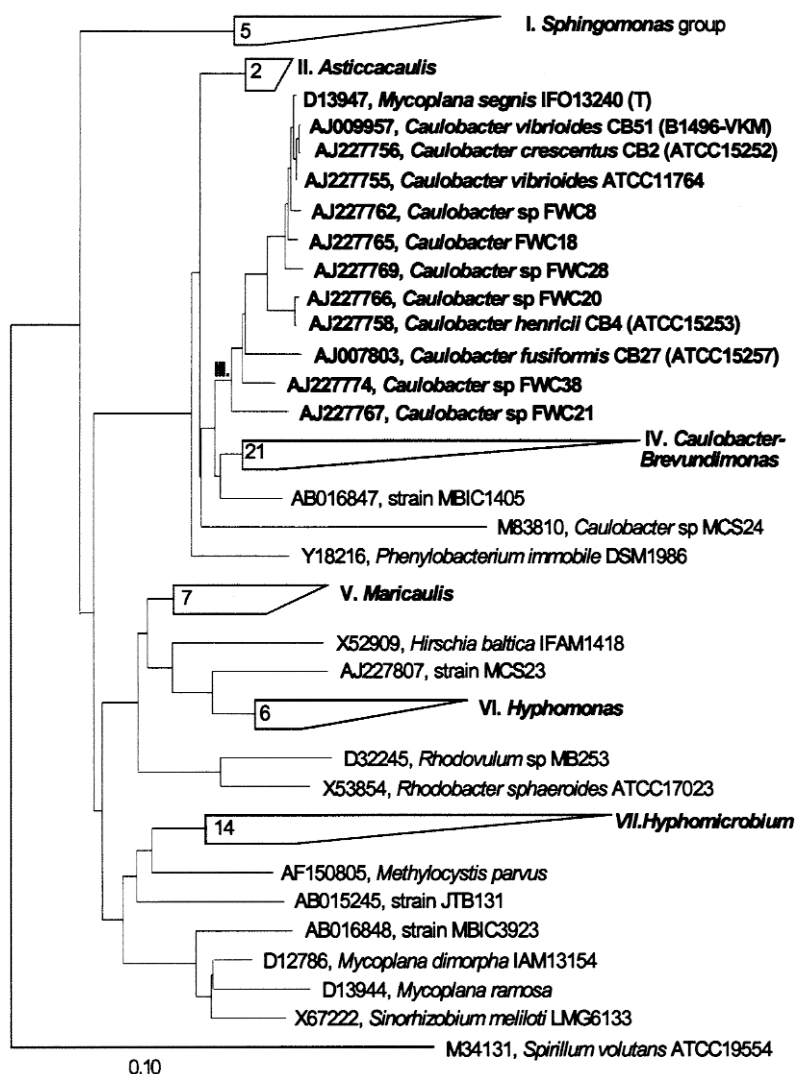 5 I. Sphingomonas group
2 II. Asticcacaulis
D13947, Mycoplana segnis IFO13240 (T)
AJ009957, Caulobacter vibrioides CB51 (B1496-VKM)
AJ227756, Caulobacter crescentus CB2 (ATCC15252)
AJ227755, Caulobacter vibrioides ATCC11764
AJ227762, Caulobacter sp FWC8
AJ227765, Caulobacter FWC18
AJ227769, Caulobacter sp FWC28
AJ227766, Caulobacter sp FWC20
AJ227758, Caulobacter henricii CB4 (ATCC15253)
AJ007803, Caulobacter fusiformis CB27 (ATCC15257)
III.
AJ227774, Caulobacter sp FWC38
AJ227767, Caulobacter sp FWC21
21 IV. Caulobacter-
Brevundimonas
AB016847, strain MBIC1405
M83810, Caulobacter sp MCS24
Y18216, Phenylobacterium immobile DSM1986
7 V. Maricaulis
X52909, Hirschia baltica IFAM1418
AJ227807, strain MCS23
6 VI. Hyphomonas
D32245, Rhodovulum sp MB253
X53854, Rhodobacter sphaeroides ATCC17023
14 VII.Hyphomicrobium
AF150805, Methylocystis parvus
AB015245, strain JTB131
AB016848, strain MBIC3923
D12786, Mycoplana dimorpha IAM13154
D13944, Mycoplana ramosa
X67222, Sinorhizobium meliloti LMG6133
M34131, Spirillum volutans ATCC19554
0.10